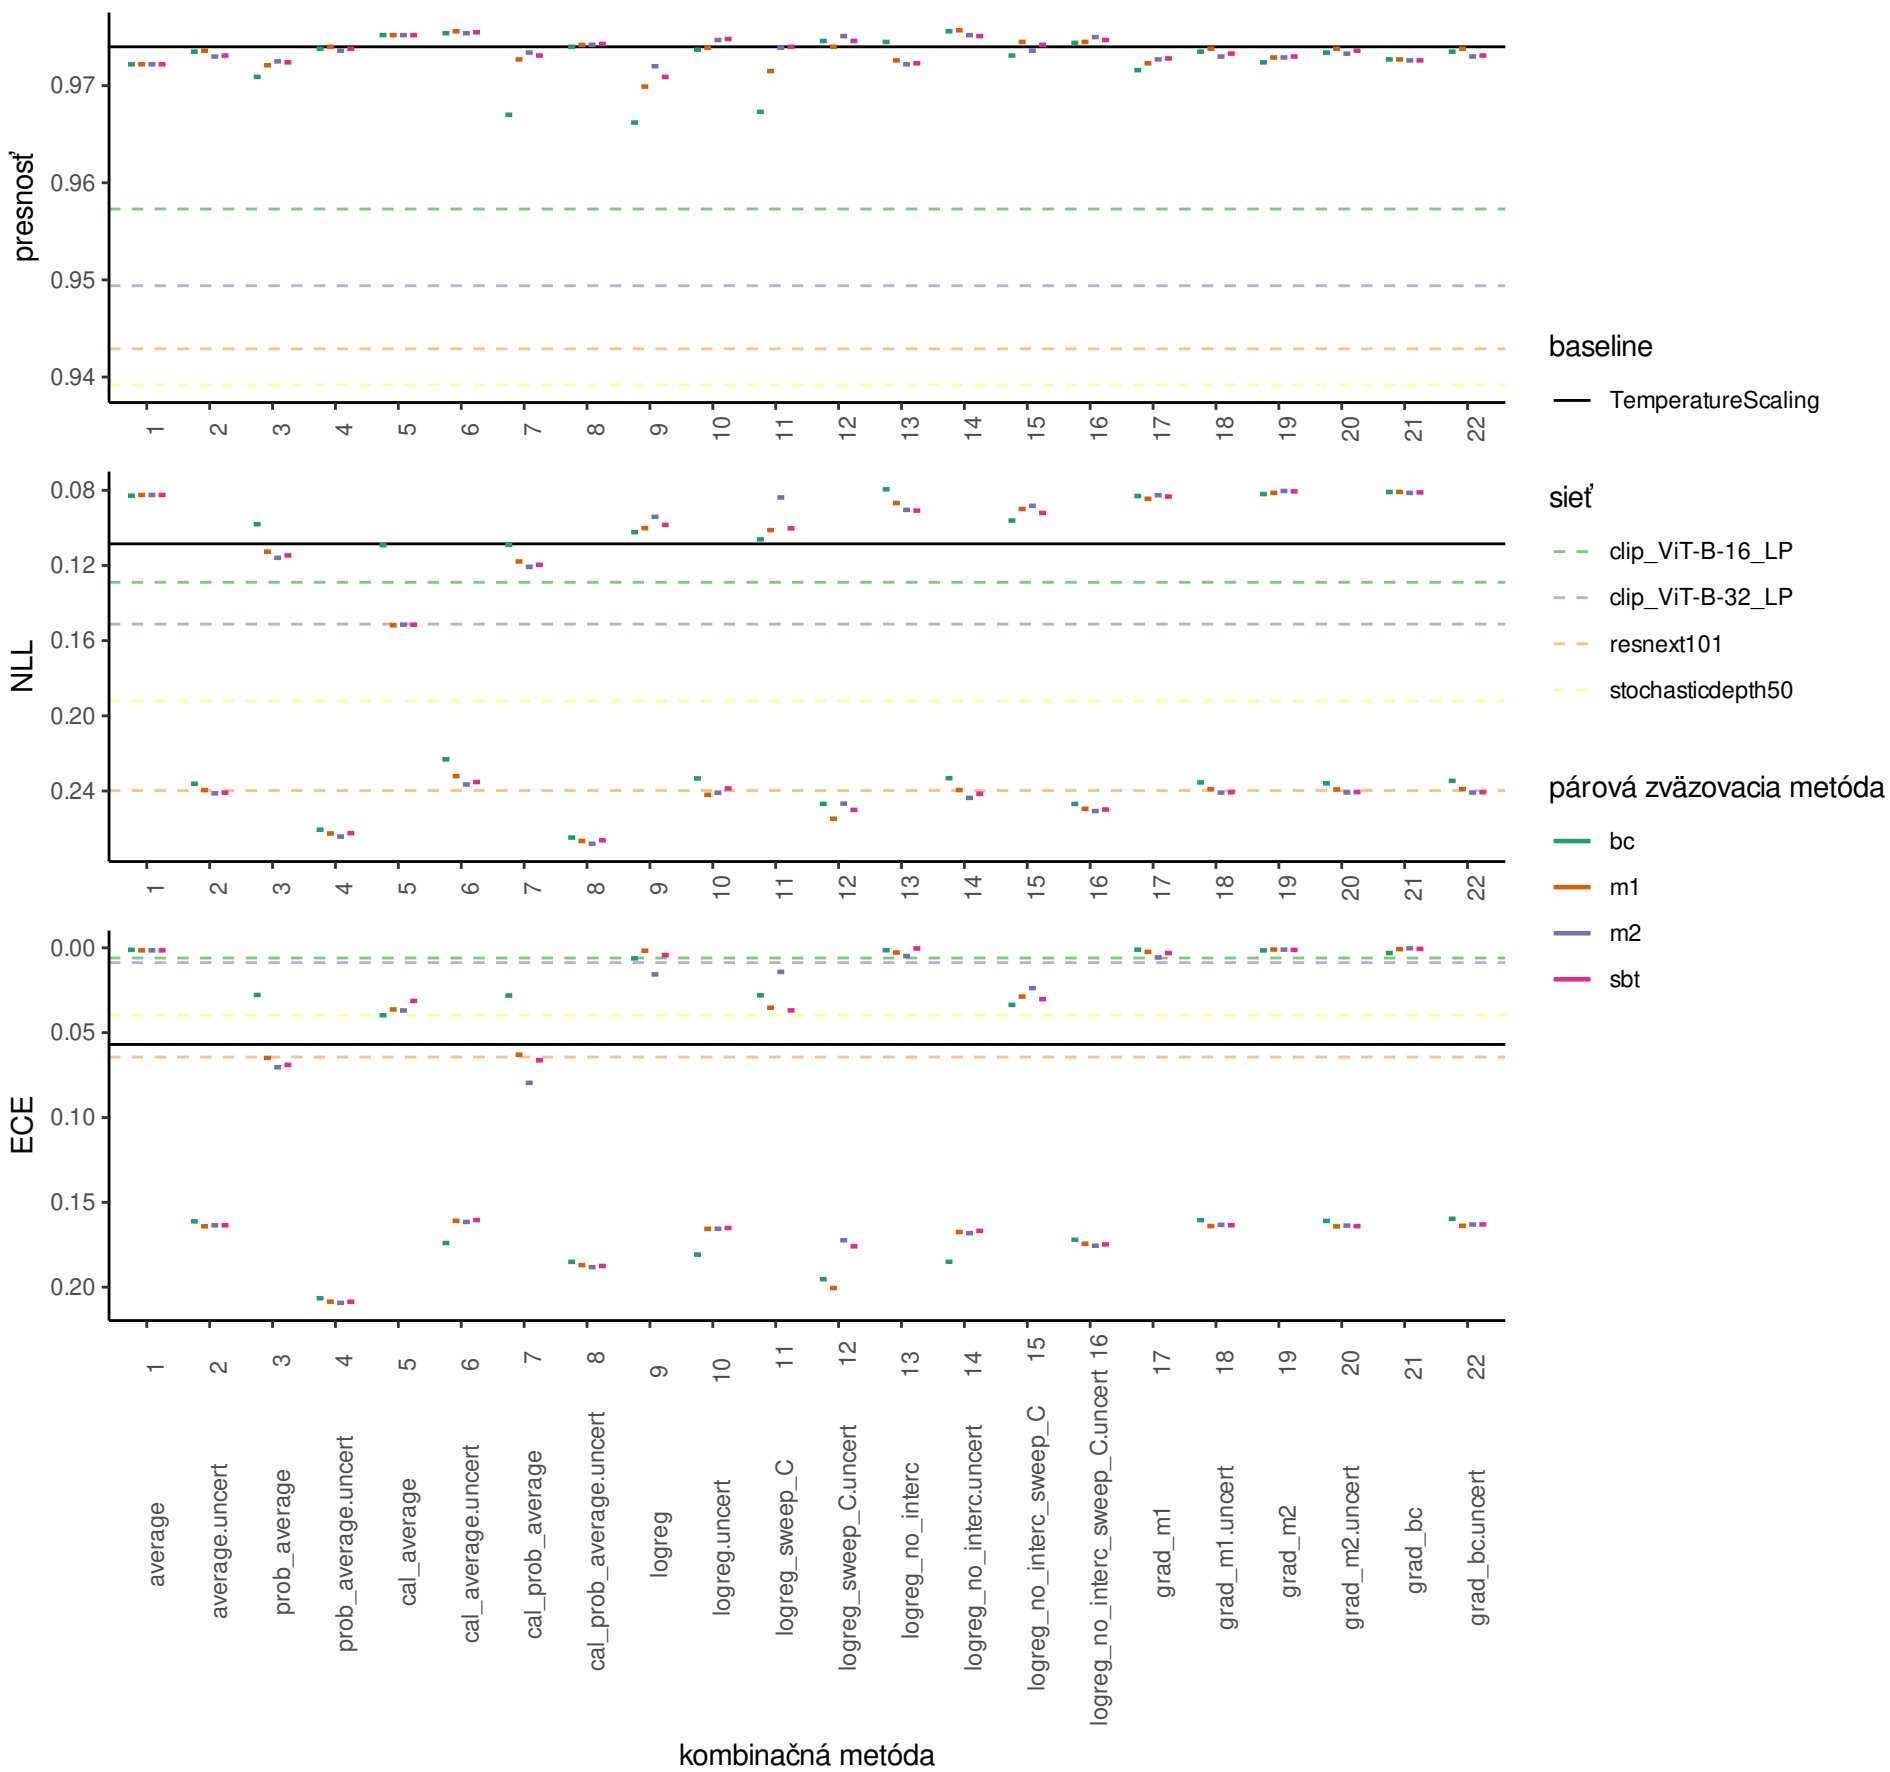 presnosť
0.97
0.96
0.95
0.94
1 2 3 4 5 6 7 8 9 10 11 12 13 14 15 16 17 18 19 20 21 22
NLL
0.08
0.12
0.16
0.20
0.24
1 2 3 4 5 6 7 8 9 10 11 12 13 14 15 16 17 18 19 20 21 22
ECE
0.00
0.05
0.10
0.15
0.20
average 1
average.uncert 2
prob_average 3
prob_average.uncert 4
cal_average 5
cal_average.uncert 6
cal_prob_average 7
cal_prob_average.uncert 8
logreg 9
logreg.uncert 10
logreg_sweep_C 11
logreg_sweep_C.uncert 12
logreg_no_interc 13
logreg_no_interc.uncert 14
logreg_no_interc_sweep_C 15
logreg_no_interc_sweep_C.uncert 16
grad_m1 17
grad_m1.uncert 18
grad_m2 19
grad_m2.uncert 20
grad_bc 21
grad_bc.uncert 22
kombinačná metóda
baseline
TemperatureScaling
sieť
clip_ViT-B-16_LP
clip_ViT-B-32_LP
resnext101
stochasticdepth50
párová zväzovacia metóda
bc
m1
m2
sbt